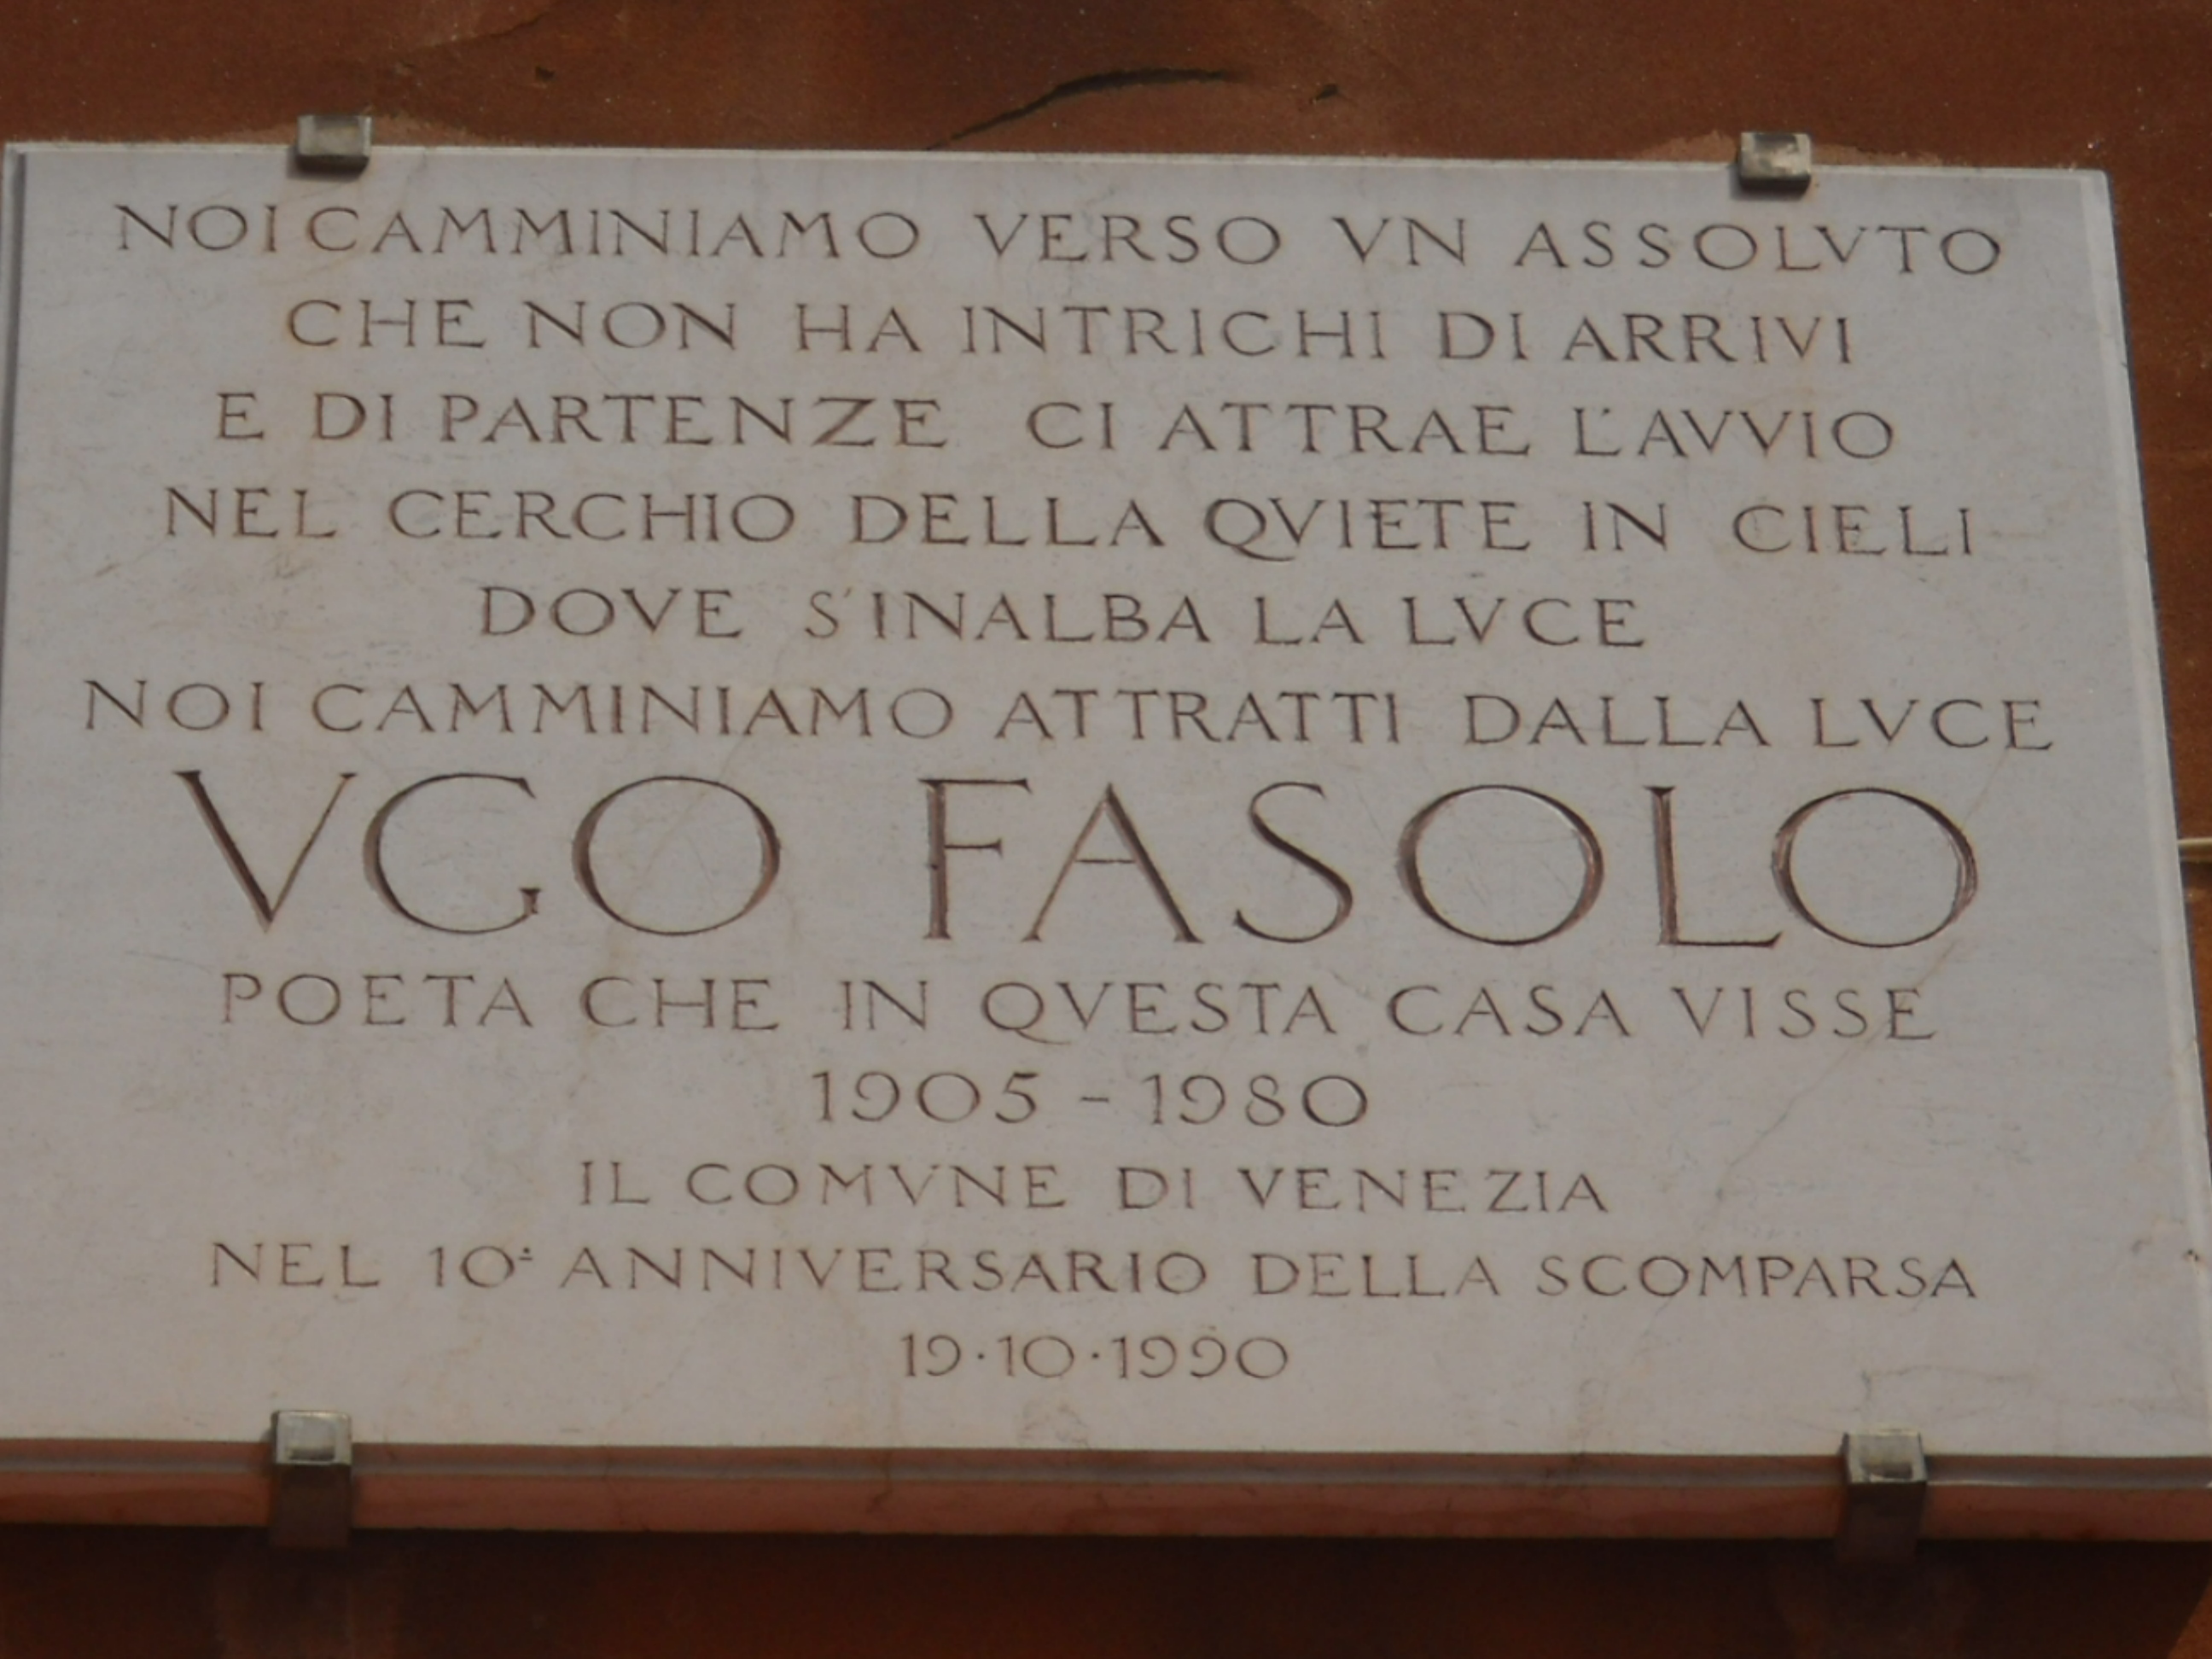 NOI CAMMINIAMO VERSO VN ASSOLVTO
CHE NON HA INTRICHI DI ARRIVI
E DI PARTENZE CI ATTRAE L'AVVIO
NEL CERCHIO DELLA QVIETE IN CIELI
DOVE S'INALBA LA LVCE
NOI CAMMINIAMO ATTRATTI DALLA LVCE
VGO FASOLO
POETA CHE IN QVESTA CASA VISSE
1905 - 1980
IL COMVNE DI VENEZIA
NEL 10° ANNIVERSARIO DELLA SCOMPARSA
19·10·1990